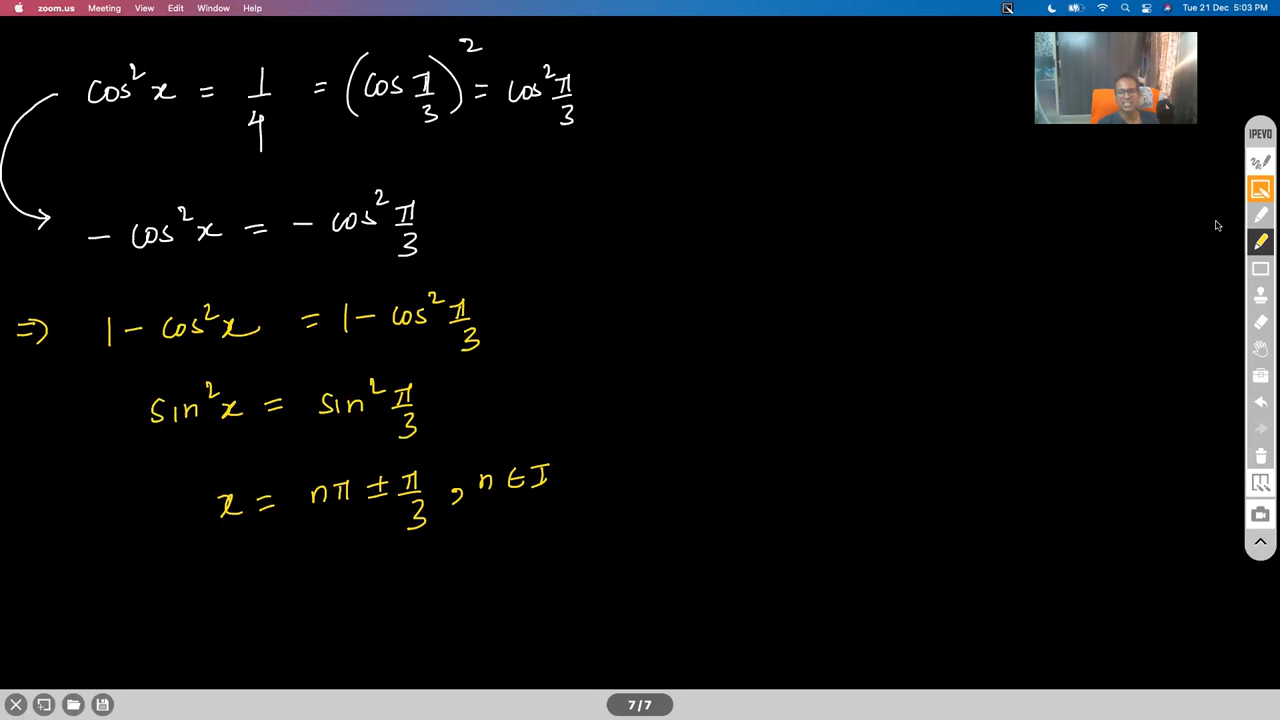 zoom.us Meeting View Edit Window Help Tue 21 Dec 5:03 PM
cos²x = 1/4 = (cos π/3)² = cos² π/3
- cos²x = - cos² π/3
⇒ 1 - cos²x = 1 - cos² π/3
sin²x = sin² π/3
x = nπ ± π/3 , n ∈ I
IPEVO
7/7